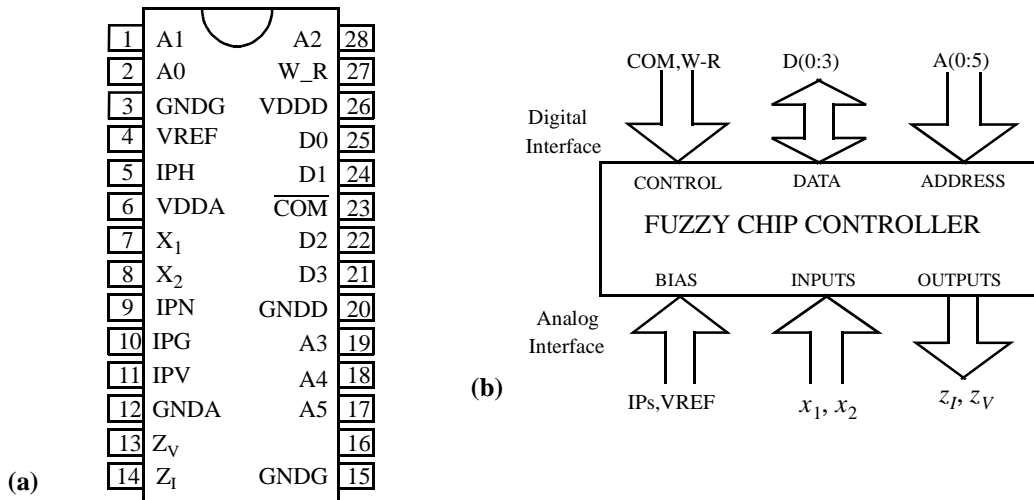 1 A1 A2 28
2 A0 W_R 27
3 GNDG VDDD 26
4 VREF D0 25
5 IPH D1 24
6 VDDA COM 23
7 X1 D2 22
8 X2 D3 21
9 IPN GNDD 20
10 IPG A3 19
11 IPV A4 18
12 GNDA A5 17
13 ZV 16
14 ZI GNDG 15
(a)
COM,W-R D(0:3) A(0:5)
Digital
Interface
CONTROL DATA ADDRESS
FUZZY CHIP CONTROLLER
BIAS INPUTS OUTPUTS
Analog
Interface
(b)
IPs,VREF x1, x2 zI, zV